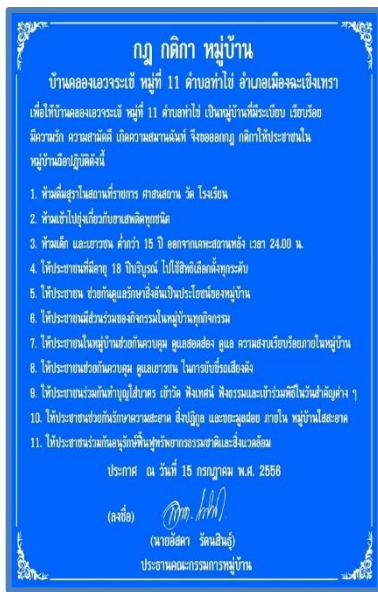 กฎ กติกา หมู่บ้าน
บ้านคลองเอวจระเข้ หมู่ที่ 11 ตำบลท่าไข่ อำเภอเมืองฉะเชิงเทรา
เพื่อให้บ้านคลองเอวจระเข้ หมู่ที่ 11 ตำบลท่าไข่ เป็นหมู่บ้านที่มีระเบียบ เรียบร้อย
มีความรัก ความสามัคคี เกิดความสมานฉันท์ จึงขอออกกฎ กติกาให้ประชาชนใน
หมู่บ้านถือปฏิบัติดังนี้
1. ห้ามดื่มสุราในสถานที่ราชการ ศาสนสถาน วัด โรงเรียน
2. ห้ามเข้าไปยุ่งเกี่ยวกับยาเสพติดทุกชนิด
3. ห้ามเด็ก และเยาวชน ต่ำกว่า 15 ปี ออกจากเคหะสถานหลัง เวลา 24.00 น.
4. ให้ประชาชนที่มีอายุ 18 ปีบริบูรณ์ ไปใช้สิทธิเลือกตั้งทุกระดับ
5. ให้ประชาชน ช่วยกันดูแลรักษาสิ่งอันเป็นประโยชน์ของหมู่บ้าน
6. ให้ประชาชนมีส่วนร่วมของกิจกรรมในหมู่บ้านทุกกิจกรรม
7. ให้ประชาชนในหมู่บ้านช่วยกันควบคุม ดูแลสอดส่อง ดูแล ความสงบเรียบร้อยภายในหมู่บ้าน
8. ให้ประชาชนช่วยกันควบคุม ดูแลเยาวชน ในการขับขี่รถเสียงดัง
9. ให้ประชาชนร่วมกันทำบุญใส่บาตร เข้าวัด ฟังเทศน์ ฟังธรรมและเข้าร่วมพิธีในวันสำคัญต่าง ๆ
10. ให้ประชาชนช่วยกันรักษาความสะอาด สิ่งปฏิกูล และขยะมูลฝอย ภายใน หมู่บ้านให้สะอาด
11. ให้ประชาชนร่วมกันอนุรักษ์ฟื้นฟูทรัพยากรธรรมชาติและสิ่งแวดล้อม
ประกาศ ณ วันที่ 15 กรกฎาคม พ.ศ. 2556
(ลงชื่อ)
(นายอัสดา รัตนสินธุ์)
ประธานคณะกรรมการหมู่บ้าน